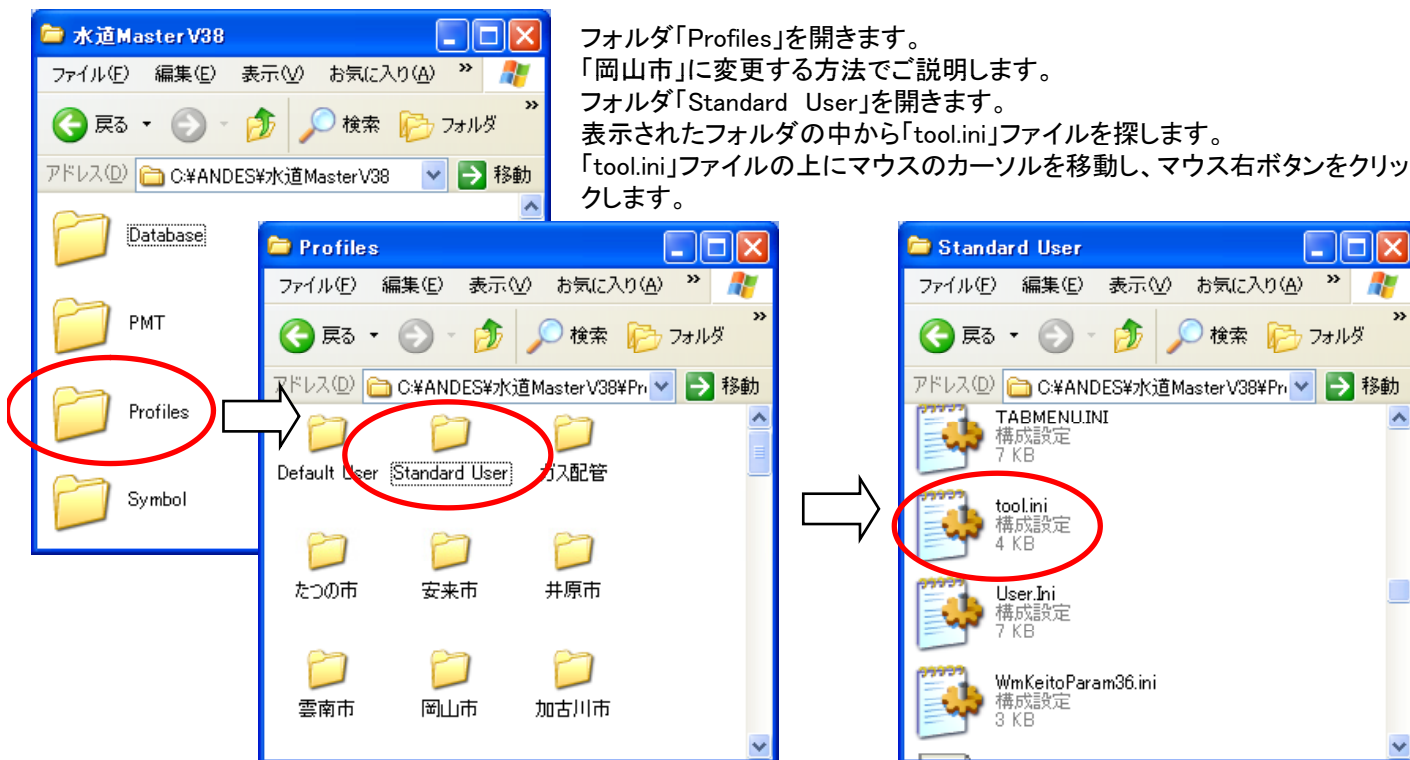 水道MasterV38
ファイル(F) 編集(E) 表示(V) お気に入り(A) »
戻る 検索 フォルダ »
アドレス(D) C:¥ANDES¥水道MasterV38 移動
Database
PMT
Profiles
Symbol
フォルダ「Profiles」を開きます。
「岡山市」に変更する方法でご説明します。
フォルダ「Standard User」を開きます。
表示されたフォルダの中から「tool.ini」ファイルを探します。
「tool.ini」ファイルの上にマウスのカーソルを移動し、マウス右ボタンをクリッ
クします。
Profiles
ファイル(F) 編集(E) 表示(V) お気に入り(A) »
戻る 検索 フォルダ »
アドレス(D) C:¥ANDES¥水道MasterV38¥Pr 移動
Default User Standard User ガス配管
たつの市 安来市 井原市
雲南市 岡山市 加古川市
Standard User
ファイル(F) 編集(E) 表示(V) お気に入り(A) »
戻る 検索 フォルダ »
アドレス(D) C:¥ANDES¥水道MasterV38¥Pr 移動
TABMENU.INI
構成設定
7 KB
tool.ini
構成設定
4 KB
User.Ini
構成設定
7 KB
WmKeitoParam36.ini
構成設定
3 KB